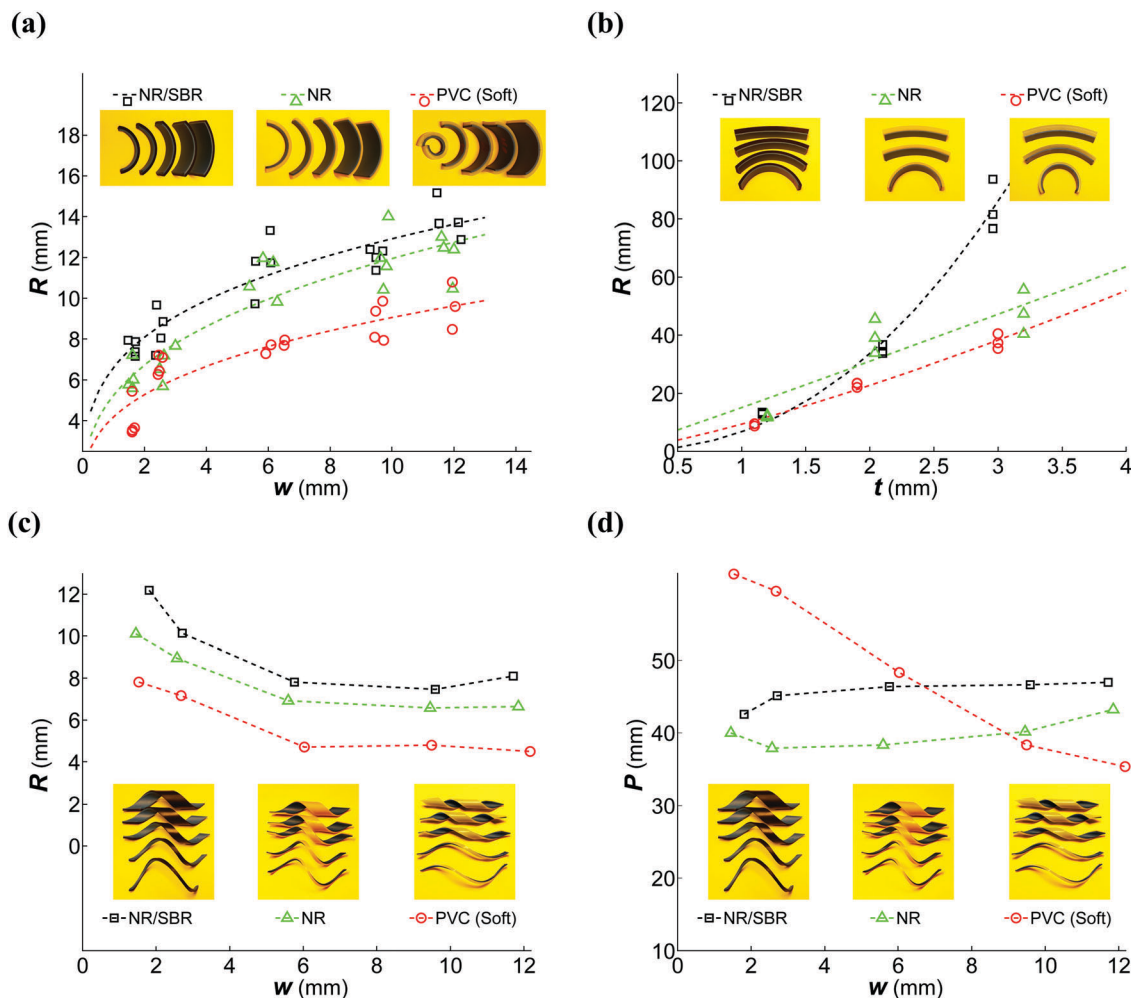 (a)
(b)
NR/SBR NR PVC (Soft)
18
16
14
12
10
8
6
4
R (mm)
0 2 4 6 8 10 12 14
w (mm)
NR/SBR NR PVC (Soft)
120
100
80
60
40
20
0
R (mm)
0.5 1 1.5 2 2.5 3 3.5 4
t (mm)
(c)
(d)
12
10
8
6
4
2
0
R (mm)
NR/SBR NR PVC (Soft)
0 2 4 6 8 10 12
w (mm)
50
40
30
20
10
P (mm)
NR/SBR NR PVC (Soft)
0 2 4 6 8 10 12
w (mm)